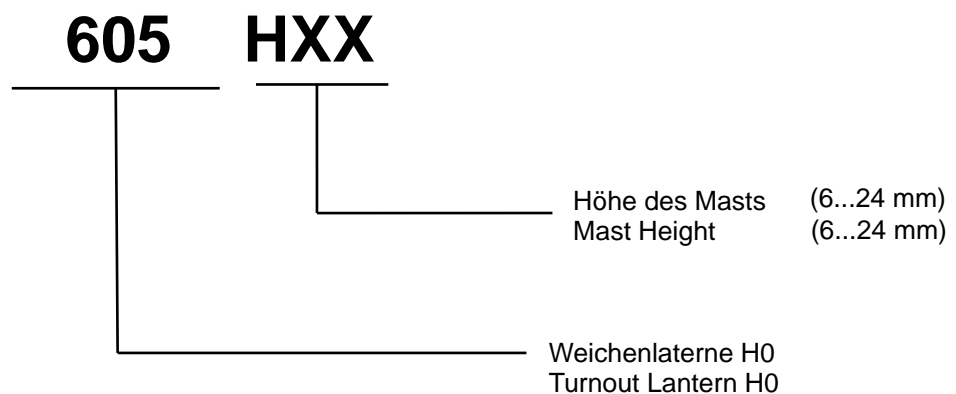 605 HXX
Höhe des Masts (6...24 mm)
Mast Height (6...24 mm)
Weichenlaterne H0
Turnout Lantern H0